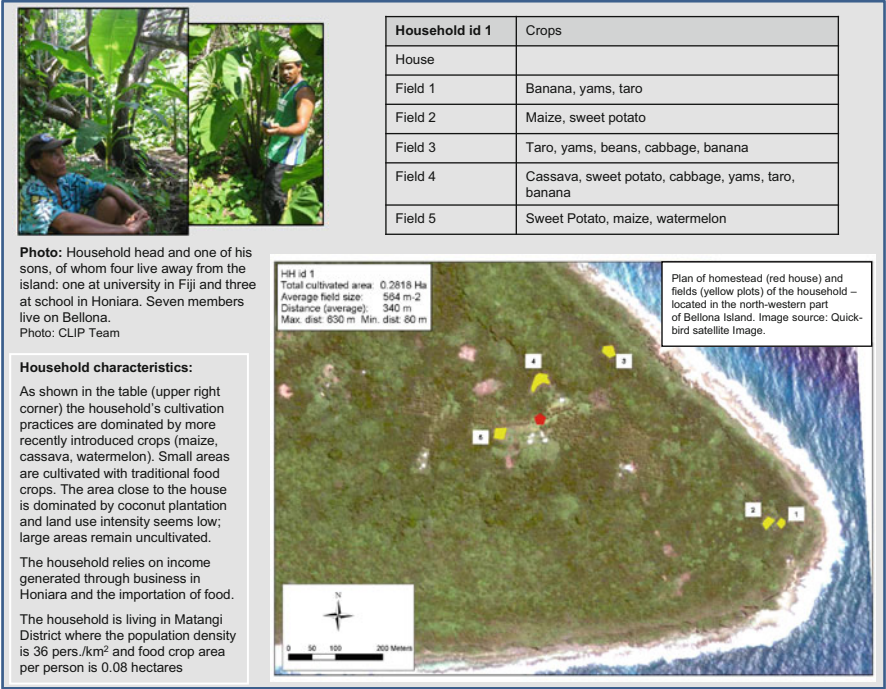 Household id 1 Crops
House
Field 1 Banana, yams, taro
Field 2 Maize, sweet potato
Field 3 Taro, yams, beans, cabbage, banana
Field 4 Cassava, sweet potato, cabbage, yams, taro,
banana
Field 5 Sweet Potato, maize, watermelon
Photo: Household head and one of his
sons, of whom four live away from the
island: one at university in Fiji and three
at school in Honiara. Seven members
live on Bellona.
Photo: CLIP Team
Household characteristics:
As shown in the table (upper right
corner) the household's cultivation
practices are dominated by more
recently introduced crops (maize,
cassava, watermelon). Small areas
are cultivated with traditional food
crops. The area close to the house
is dominated by coconut plantation
and land use intensity seems low;
large areas remain uncultivated.
The household relies on income
generated through business in
Honiara and the importation of food.
The household is living in Matangi
District where the population density
is 36 pers./km² and food crop area
per person is 0.08 hectares
HH id 1
Total cultivated area: 0.2818 Ha
Average field size: 564 m-2
Distance (average): 340 m
Max. dist: 630 m Min. dist: 80 m
Plan of homestead (red house) and
fields (yellow plots) of the household –
located in the north-western part
of Bellona Island. Image source: Quick-
bird satellite Image.
4
3
5
2
1
N
0 50 100 200 Meters